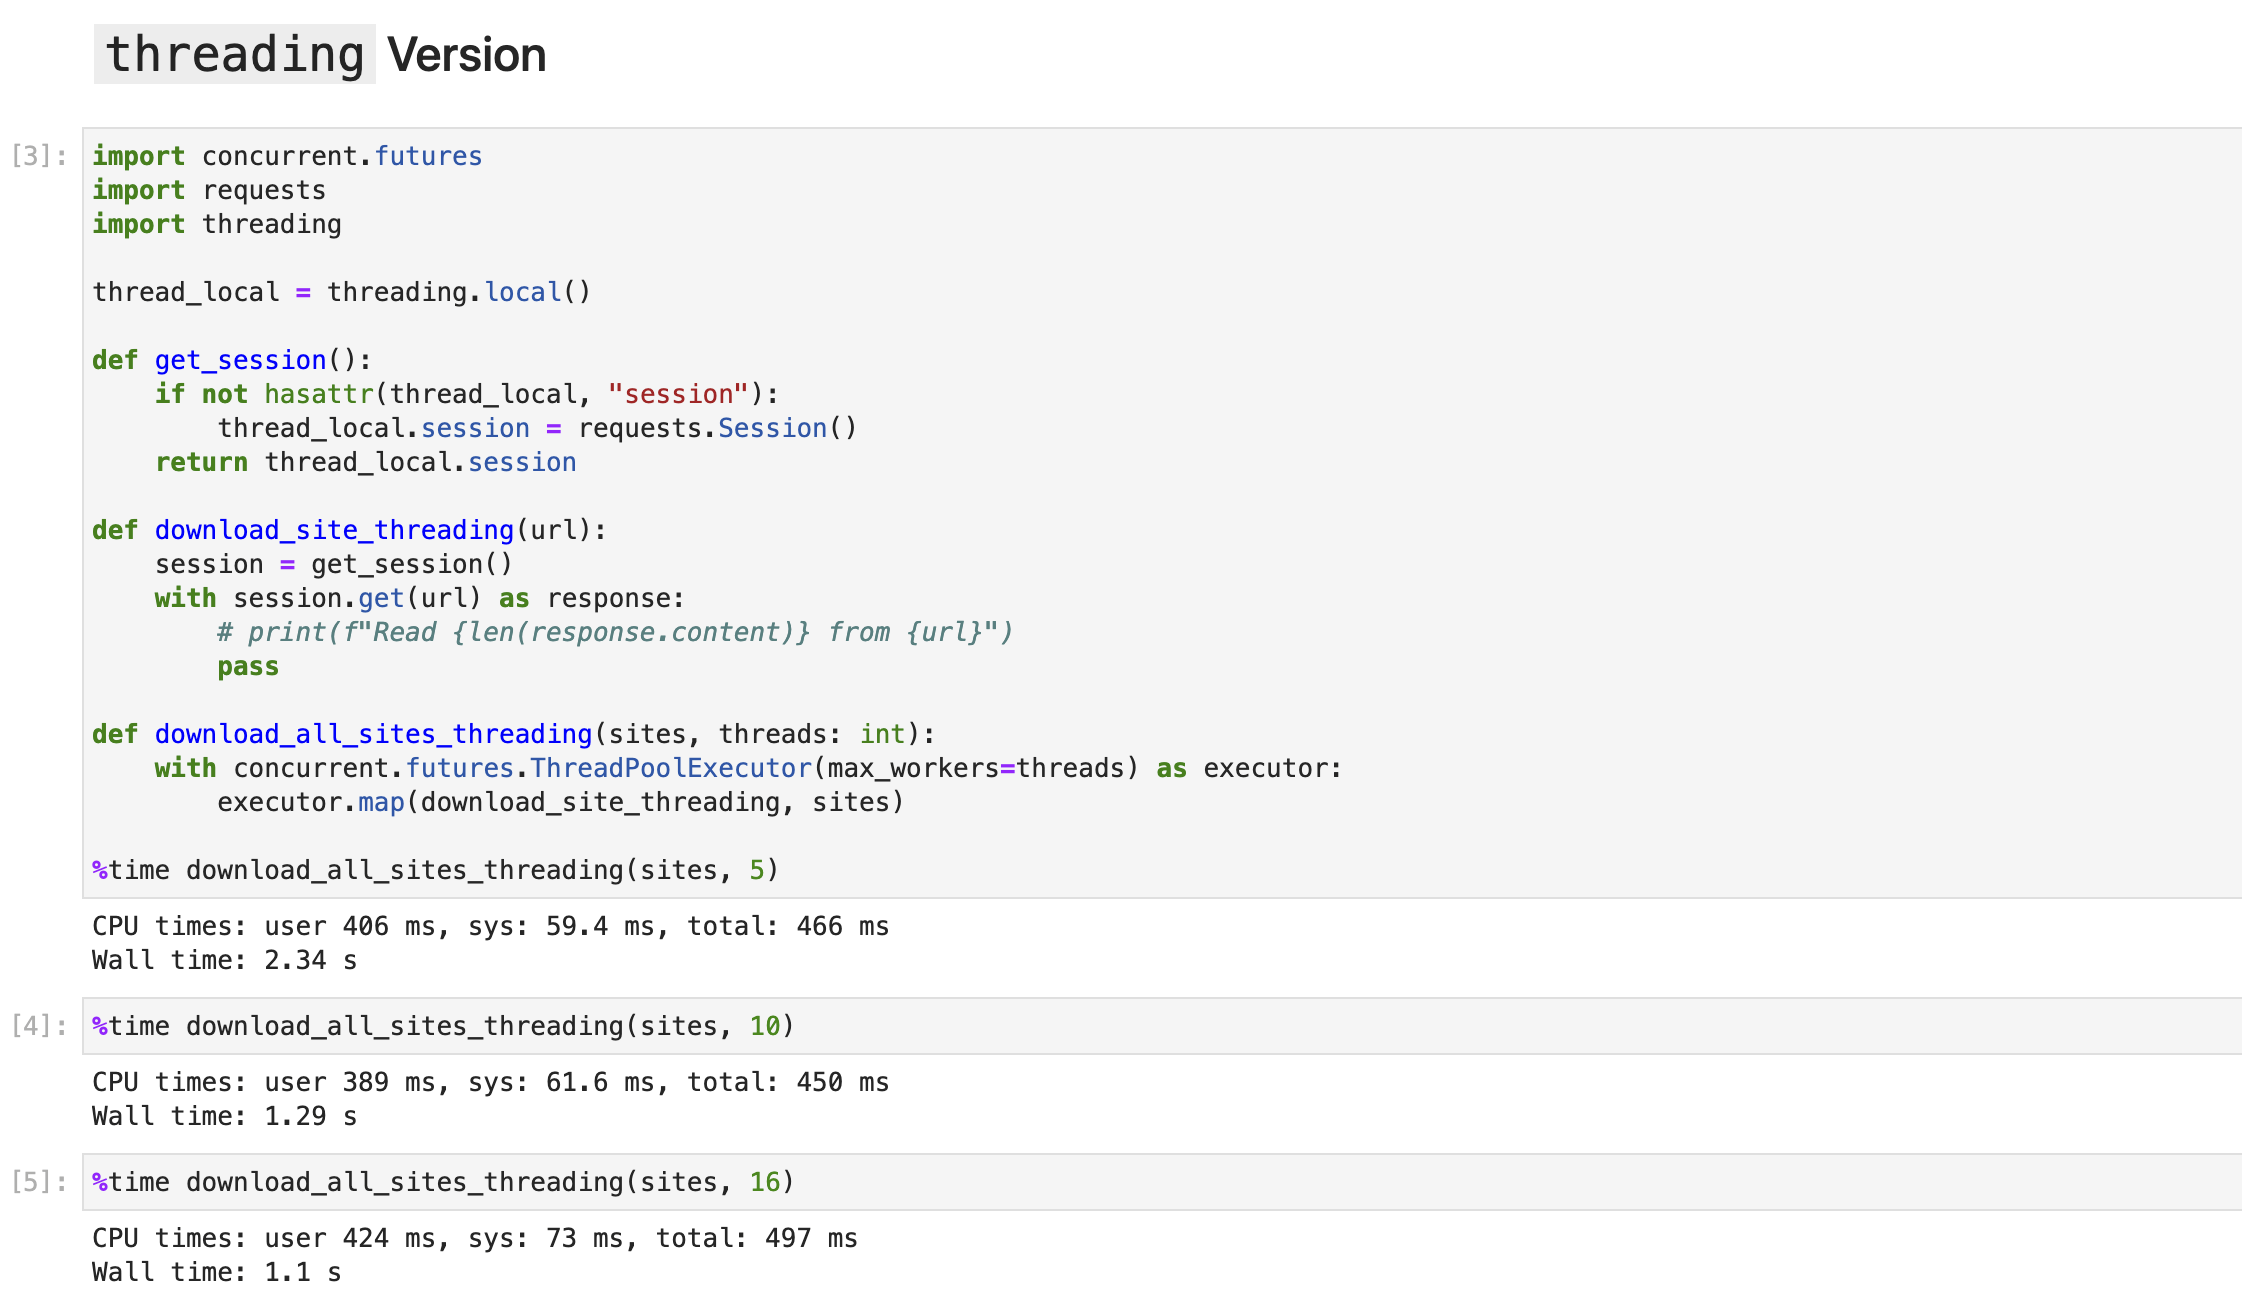 threading Version
[3]: import concurrent.futures
import requests
import threading
thread_local = threading.local()
def get_session():
    if not hasattr(thread_local, "session"):
        thread_local.session = requests.Session()
    return thread_local.session
def download_site_threading(url):
    session = get_session()
    with session.get(url) as response:
        # print(f"Read {len(response.content)} from {url}")
        pass
def download_all_sites_threading(sites, threads: int):
    with concurrent.futures.ThreadPoolExecutor(max_workers=threads) as executor:
        executor.map(download_site_threading, sites)
%time download_all_sites_threading(sites, 5)
CPU times: user 406 ms, sys: 59.4 ms, total: 466 ms
Wall time: 2.34 s
[4]: %time download_all_sites_threading(sites, 10)
CPU times: user 389 ms, sys: 61.6 ms, total: 450 ms
Wall time: 1.29 s
[5]: %time download_all_sites_threading(sites, 16)
CPU times: user 424 ms, sys: 73 ms, total: 497 ms
Wall time: 1.1 s